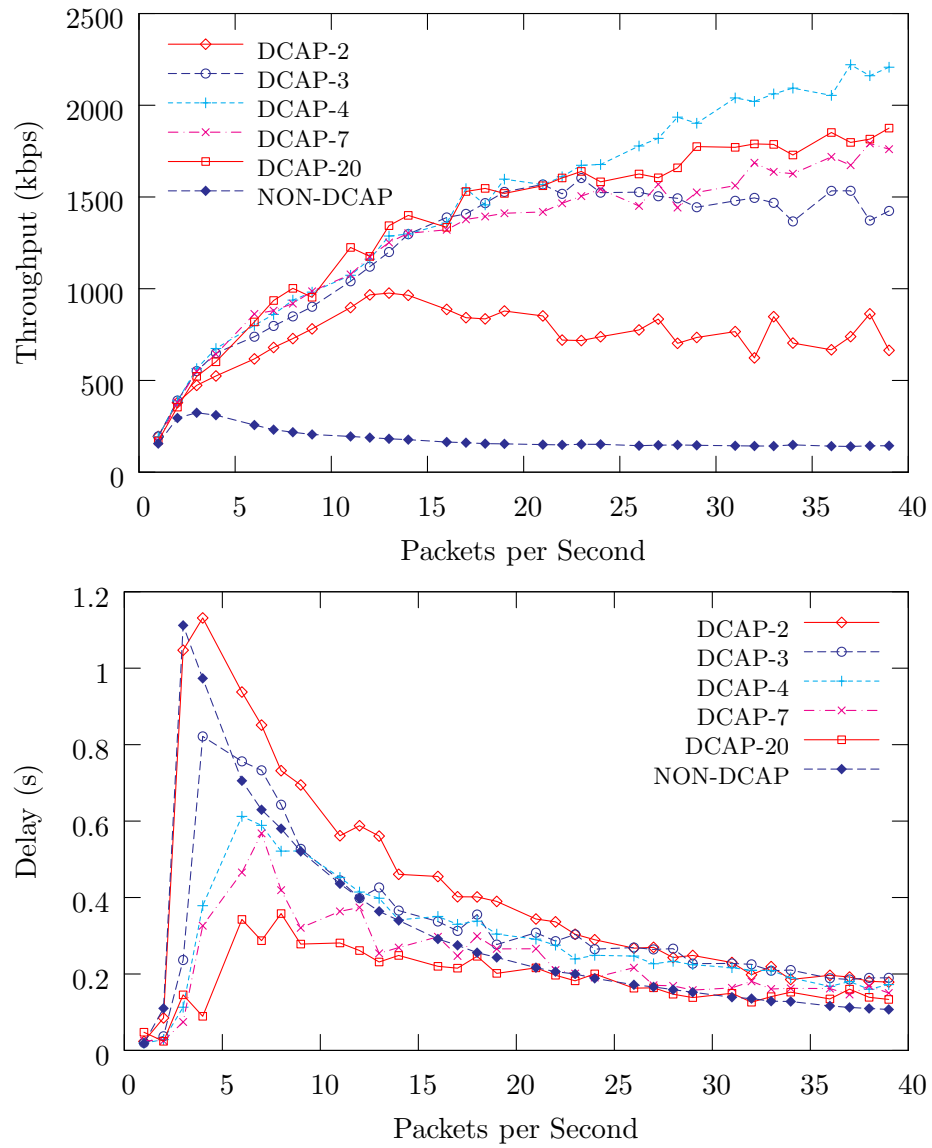 2500
2000
1500
1000
500
0
Throughput (kbps)
DCAP-2
DCAP-3
DCAP-4
DCAP-7
DCAP-20
NON-DCAP
0 5 10 15 20 25 30 35 40
Packets per Second
1.2
1
0.8
0.6
0.4
0.2
0
Delay (s)
DCAP-2
DCAP-3
DCAP-4
DCAP-7
DCAP-20
NON-DCAP
0 5 10 15 20 25 30 35 40
Packets per Second